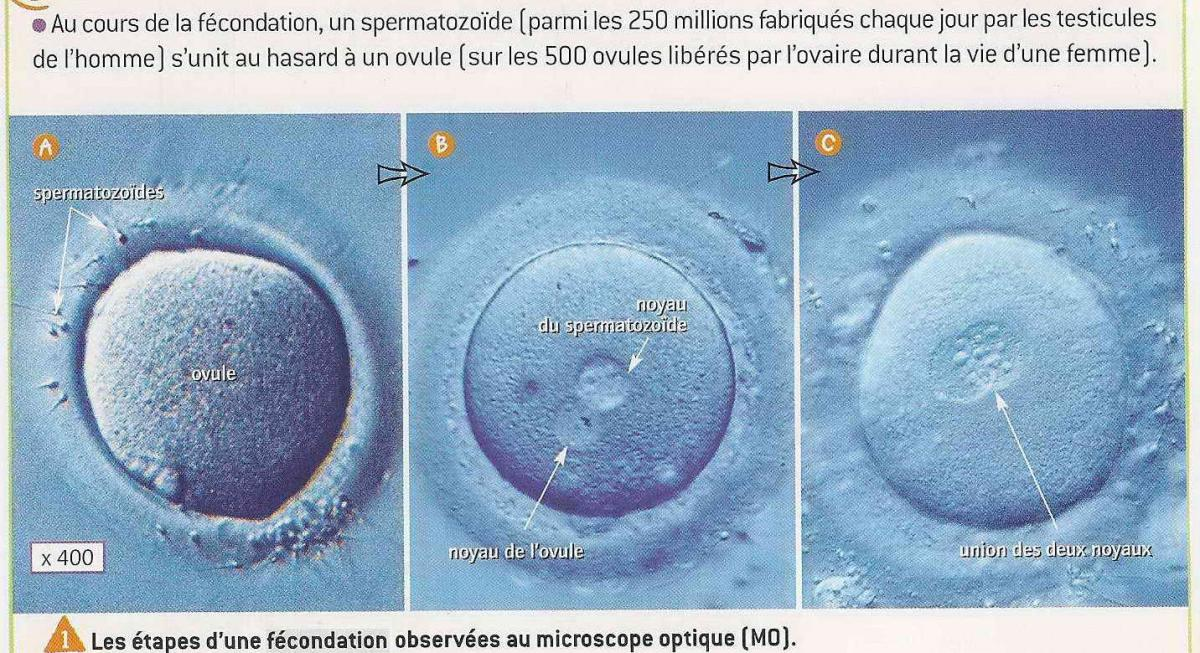 ● Au cours de la fécondation, un spermatozoïde (parmi les 250 millions fabriqués chaque jour par les testicules
de l'homme) s'unit au hasard à un ovule (sur les 500 ovules libérés par l'ovaire durant la vie d'une femme).
A
spermatozoïdes
ovule
x 400
B
noyau
du spermatozoïde
noyau de l'ovule
C
union des deux noyaux
1 Les étapes d'une fécondation observées au microscope optique (MO).